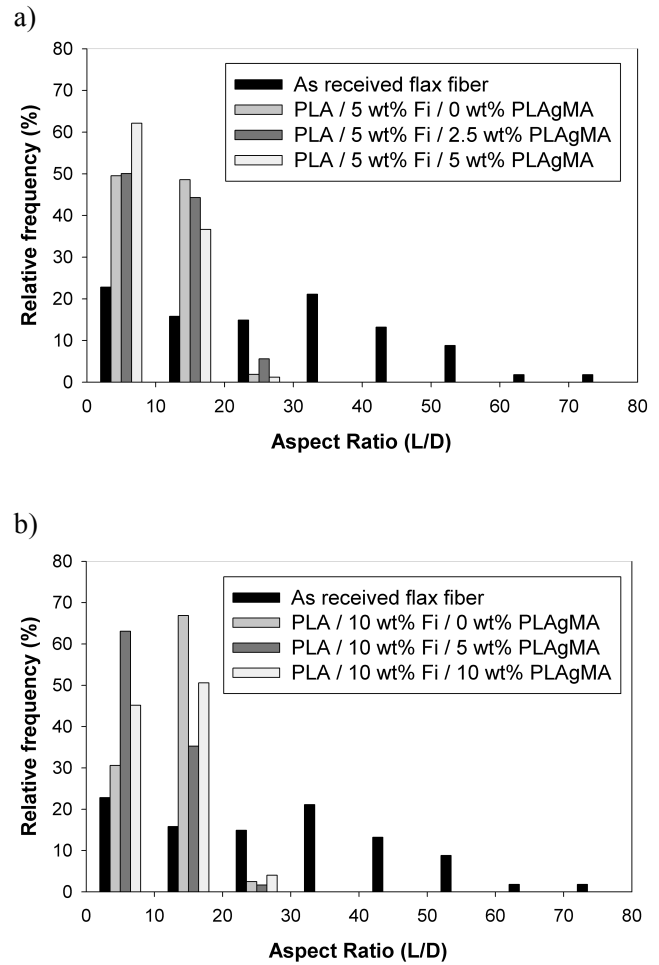 a)
80
70
60
50
40
30
20
10
0
Relative frequency (%)
As received flax fiber
PLA / 5 wt% Fi / 0 wt% PLAgMA
PLA / 5 wt% Fi / 2.5 wt% PLAgMA
PLA / 5 wt% Fi / 5 wt% PLAgMA
0 10 20 30 40 50 60 70 80
Aspect Ratio (L/D)
b)
80
70
60
50
40
30
20
10
0
Relative frequency (%)
As received flax fiber
PLA / 10 wt% Fi / 0 wt% PLAgMA
PLA / 10 wt% Fi / 5 wt% PLAgMA
PLA / 10 wt% Fi / 10 wt% PLAgMA
0 10 20 30 40 50 60 70 80
Aspect Ratio (L/D)